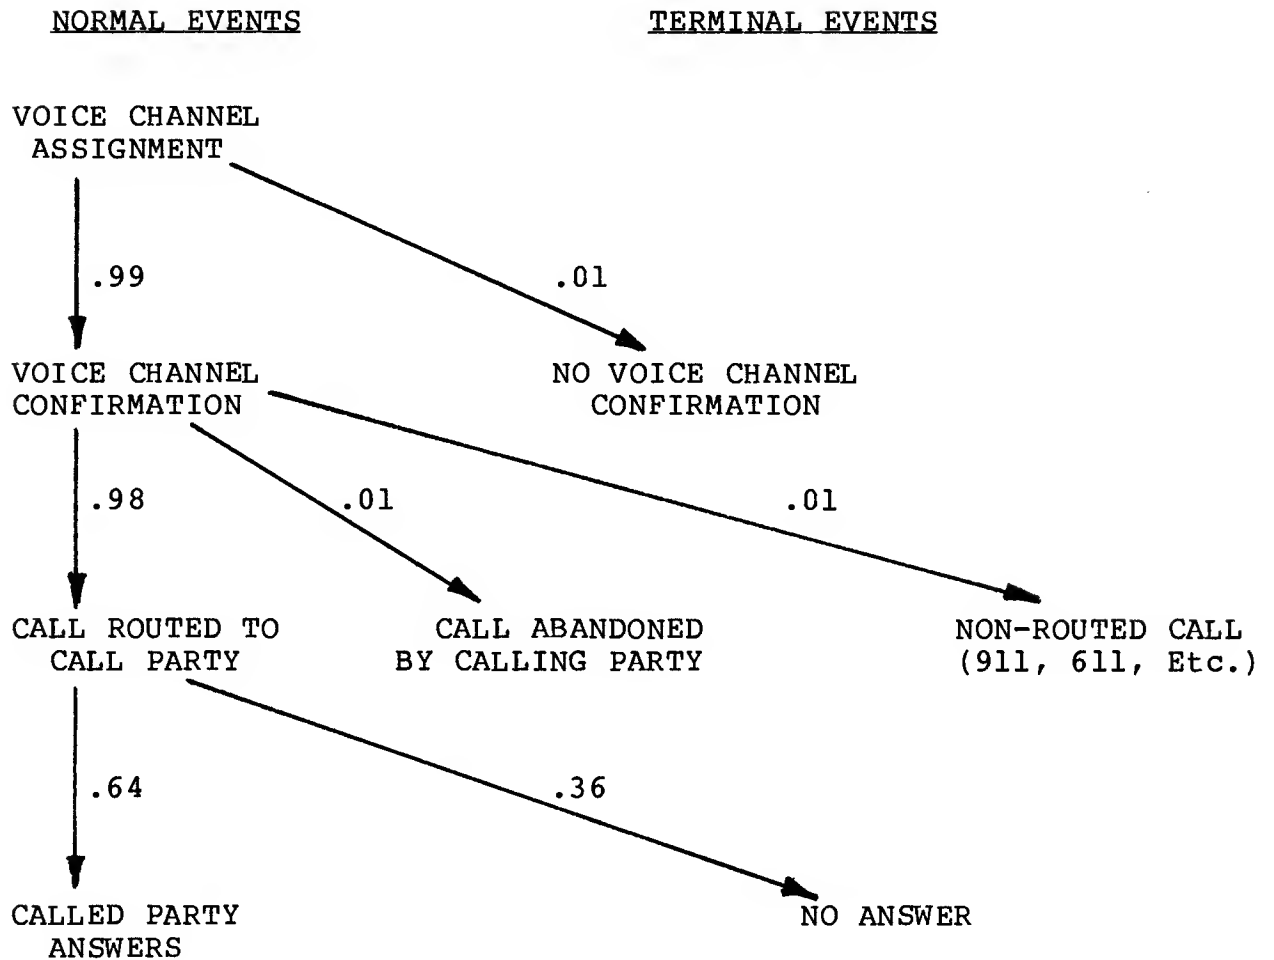 NORMAL EVENTS
TERMINAL EVENTS
VOICE CHANNEL
ASSIGNMENT
.99
.01
VOICE CHANNEL
CONFIRMATION
NO VOICE CHANNEL
CONFIRMATION
.98
.01
.01
CALL ROUTED TO
CALL PARTY
CALL ABANDONED
BY CALLING PARTY
NON-ROUTED CALL
(911, 611, Etc.)
.64
.36
CALLED PARTY
ANSWERS
NO ANSWER